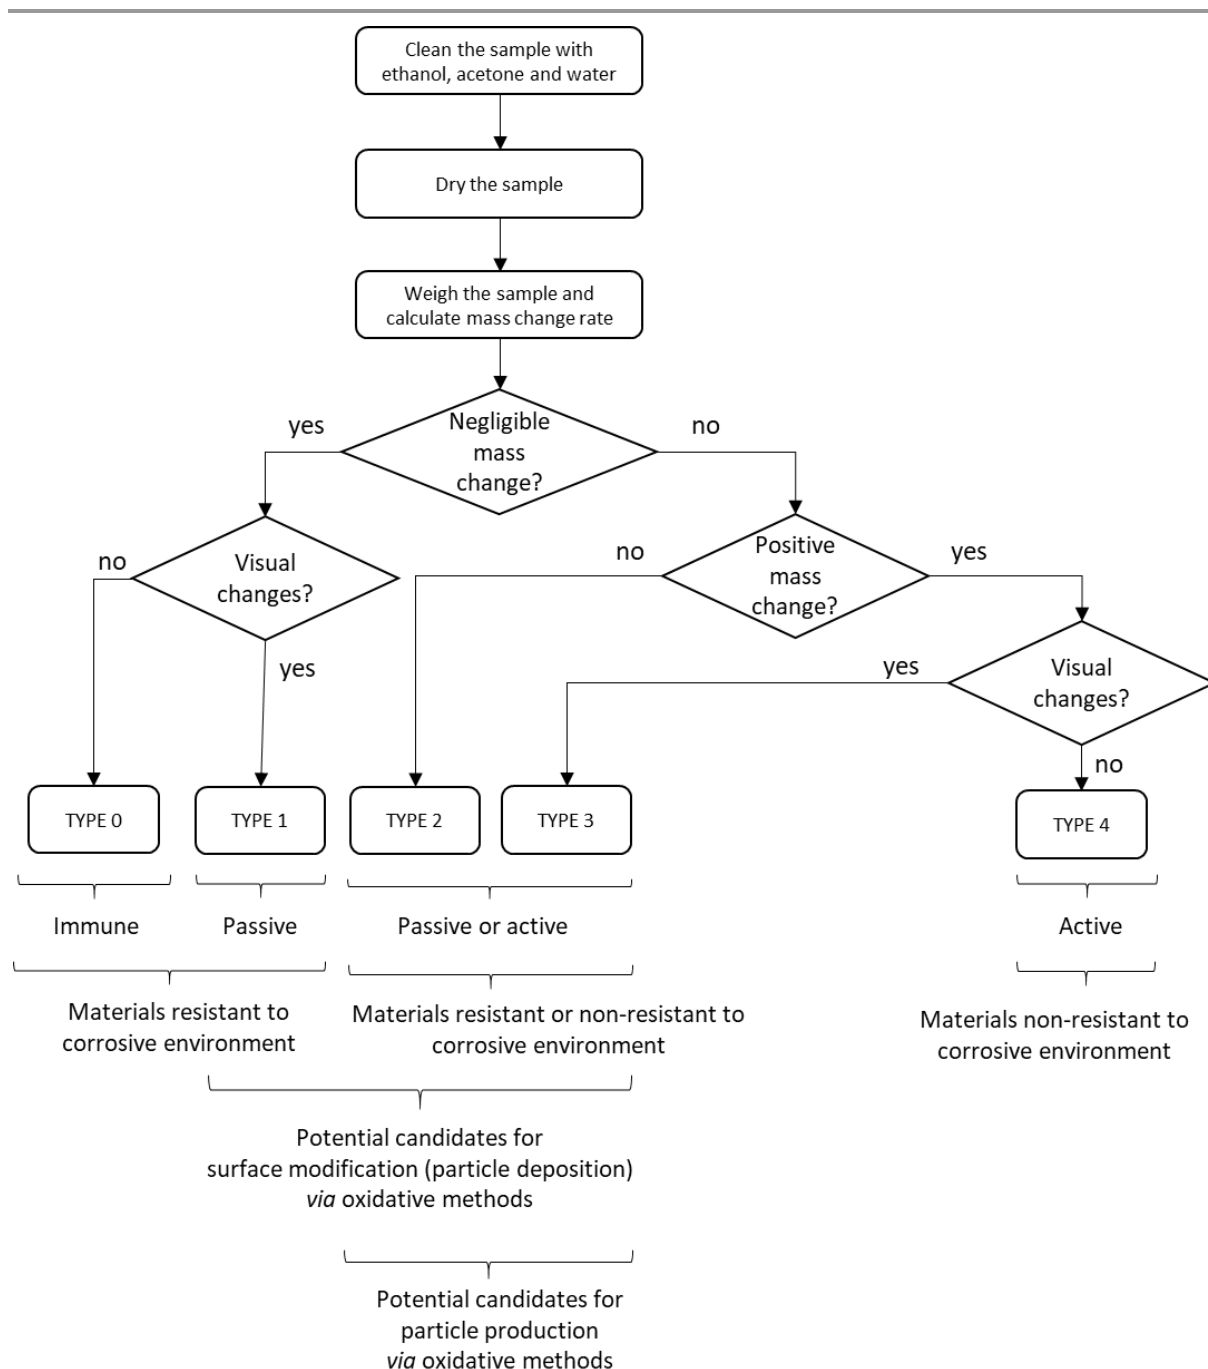 Clean the sample with
ethanol, acetone and water
Dry the sample
Weigh the sample and
calculate mass change rate
yes
Negligible
mass
change?
no
no
Visual
changes?
yes
no
Positive
mass
change?
yes
yes
Visual
changes?
no
TYPE 0
TYPE 1
TYPE 2
TYPE 3
TYPE 4
Immune
Passive
Passive or active
Active
Materials resistant to
corrosive environment
Materials resistant or non-resistant to
corrosive environment
Materials non-resistant to
corrosive environment
Potential candidates for
surface modification (particle deposition)
via oxidative methods
Potential candidates for
particle production
via oxidative methods